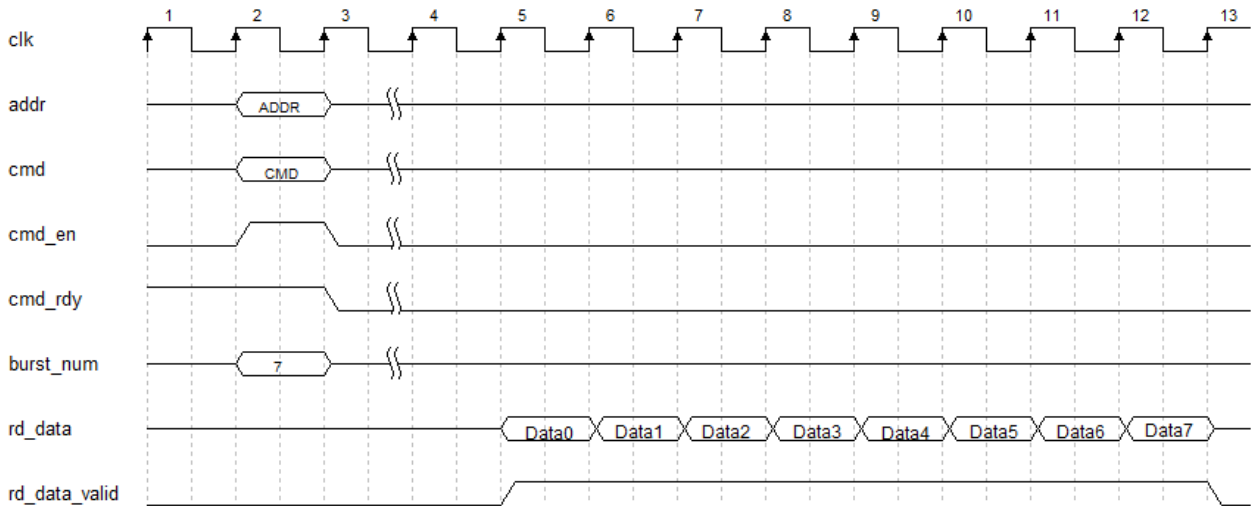 1 2 3 4 5 6 7 8 9 10 11 12 13
clk
addr ADDR
cmd CMD
cmd_en
cmd_rdy
burst_num 7
rd_data Data0 Data1 Data2 Data3 Data4 Data5 Data6 Data7
rd_data_valid